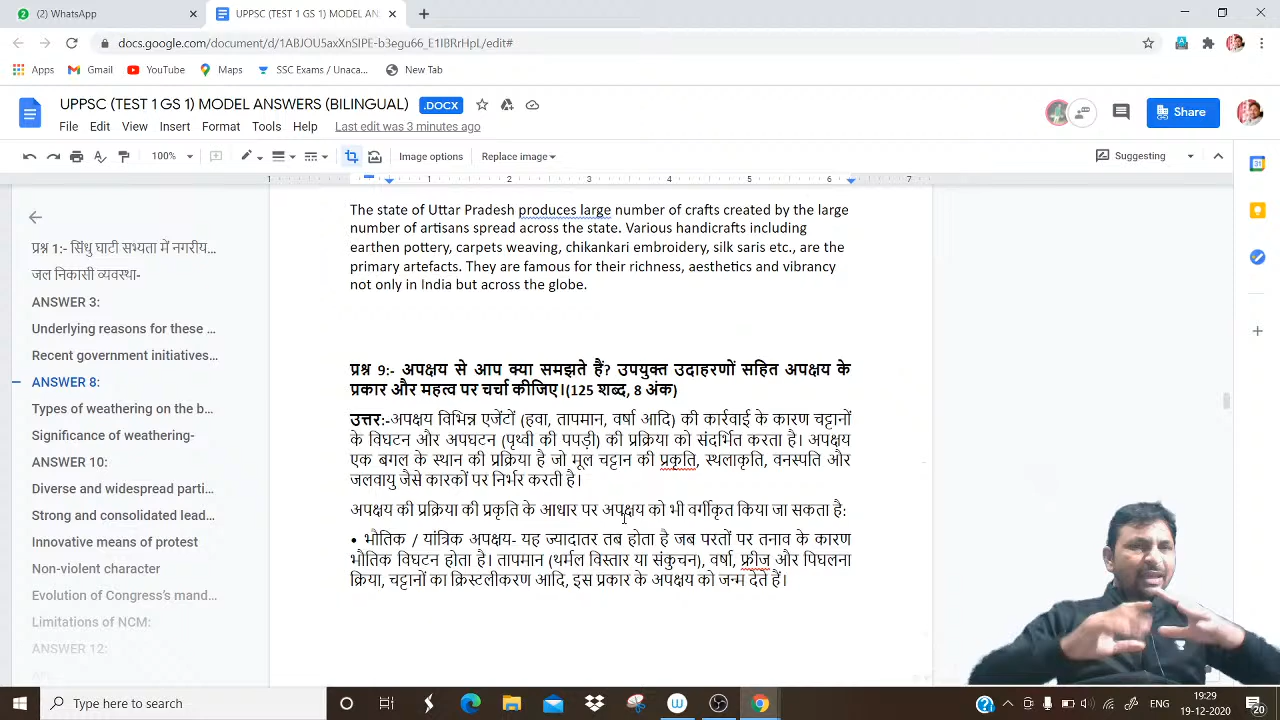 (2) WhatsApp
UPPSC (TEST 1 GS 1) MODEL AN
docs.google.com/document/d/1ABJOU5axXnSIPE-b3egu66_E1IBRrHpL/edit#
Apps
Gmail
YouTube
Maps
SSC Exams / Unaca...
New Tab
UPPSC (TEST 1 GS 1) MODEL ANSWERS (BILINGUAL)
.DOCX
Share
File Edit View Insert Format Tools Help Last edit was 3 minutes ago
100%
Image options
Replace image
Suggesting
1 1 2 3 4 5 6 7
प्रश्न 1:- सिंधु घाटी सभ्यता में नगरीय...
जल निकासी व्यवस्था-
ANSWER 3:
Underlying reasons for these ...
Recent government initiatives...
ANSWER 8:
Types of weathering on the b...
Significance of weathering-
ANSWER 10:
Diverse and widespread parti...
Strong and consolidated lead...
Innovative means of protest
Non-violent character
Evolution of Congress's mand...
Limitations of NCM:
ANSWER 12:
The state of Uttar Pradesh produces large number of crafts created by the large
number of artisans spread across the state. Various handicrafts including
earthen pottery, carpets weaving, chikankari embroidery, silk saris etc., are the
primary artefacts. They are famous for their richness, aesthetics and vibrancy
not only in India but across the globe.
प्रश्न 9:- अपक्षय से आप क्या समझते हैं? उपयुक्त उदाहरणों सहित अपक्षय के
प्रकार और महत्व पर चर्चा कीजिए।(125 शब्द, 8 अंक)
उत्तर:-अपक्षय विभिन्न एजेंटों (हवा, तापमान, वर्षा आदि) की कार्रवाई के कारण चट्टानों
के विघटन और अपघटन (पृथ्वी की पपड़ी) की प्रक्रिया को संदर्भित करता है। अपक्षय
एक बगल के स्थान की प्रक्रिया है जो मूल चट्टान की प्रकृति, स्थलाकृति, वनस्पति और
जलवायु जैसे कारकों पर निर्भर करती है।
अपक्षय की प्रक्रिया की प्रकृति के आधार पर अपक्षय को भी वर्गीकृत किया जा सकता है:
• भौतिक / यांत्रिक अपक्षय- यह ज्यादातर तब होता है जब परतों पर तनाव के कारण
भौतिक विघटन होता है। तापमान (थर्मल विस्तार या संकुचन), वर्षा, फ्रीज और पिघलना
क्रिया, चट्टानों का क्रिस्टलीकरण आदि, इस प्रकार के अपक्षय को जन्म देते हैं।
Type here to search
ENG
19:29
19-12-2020
20